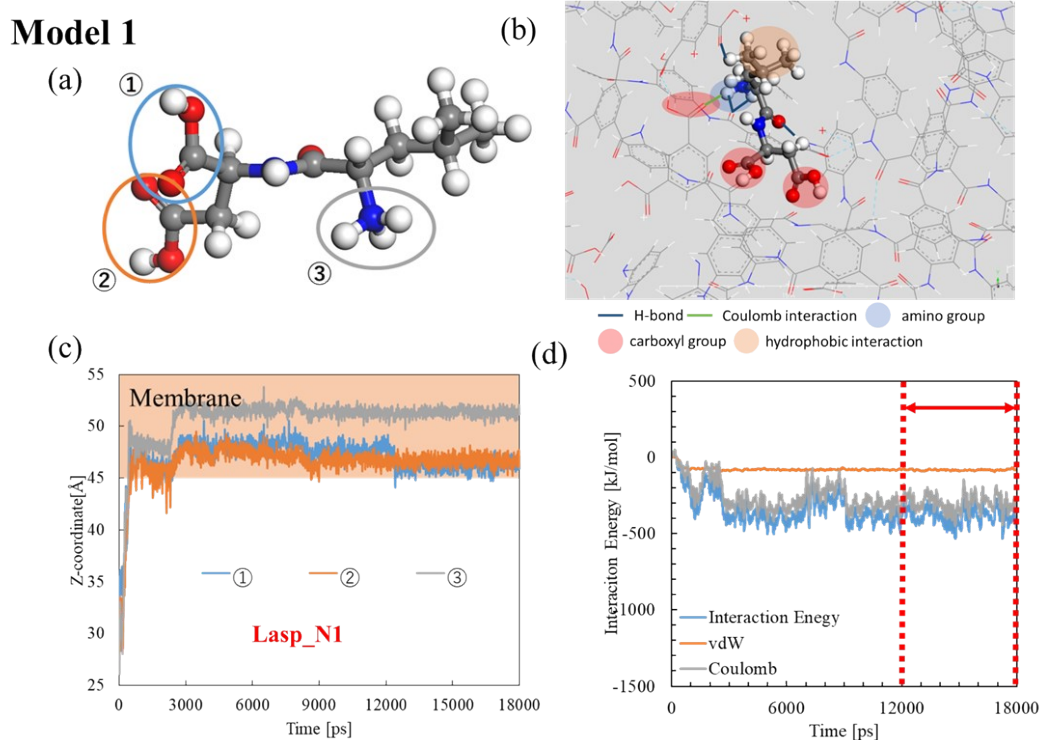 Model 1
(a)
①
②
③
(b)
H-bond
Coulomb interaction
amino group
carboxyl group
hydrophobic interaction
(c)
Membrane
55
50
45
40
35
30
25
Z-coordinate[Å]
① ② ③
Lasp_N1
0 3000 6000 9000 12000 15000 18000
Time [ps]
(d)
500
0
-500
-1000
-1500
Interaciton Energy [kJ/mol]
Interaction Enegy
vdW
Coulomb
0 6000 12000 18000
Time [ps]